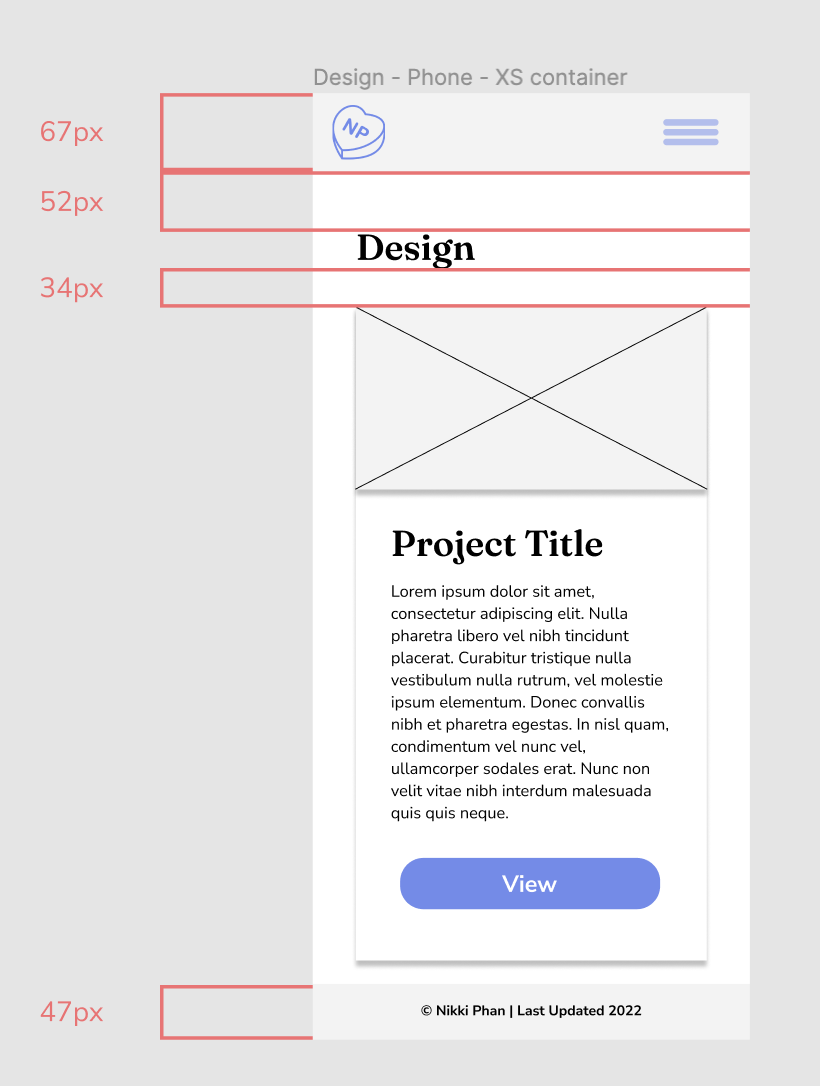 Design - Phone - XS container
67px
NP
52px
Design
34px
Project Title
Lorem ipsum dolor sit amet,
consectetur adipiscing elit. Nulla
pharetra libero vel nibh tincidunt
placerat. Curabitur tristique nulla
vestibulum nulla rutrum, vel molestie
ipsum elementum. Donec convallis
nibh et pharetra egestas. In nisl quam,
condimentum vel nunc vel,
ullamcorper sodales erat. Nunc non
velit vitae nibh interdum malesuada
quis quis neque.
View
47px
© Nikki Phan | Last Updated 2022